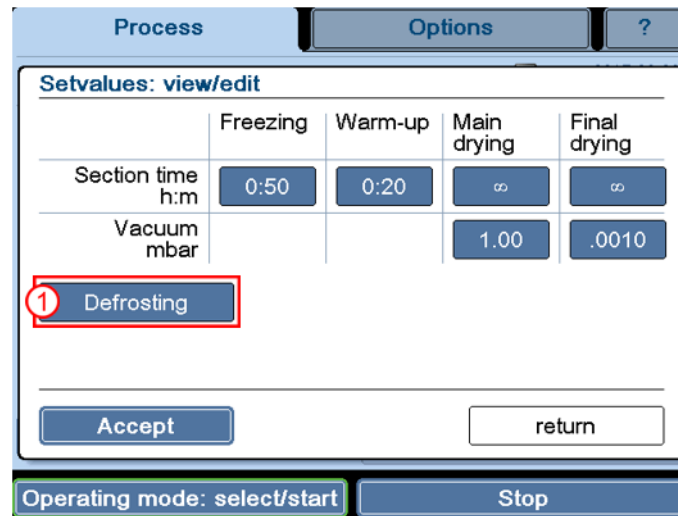 Process Options ?
Setvalues: view/edit
Freezing Warm-up Main drying Final drying
Section time h:m 0:50 0:20 ∞ ∞
Vacuum mbar 1.00 .0010
1 Defrosting
Accept return
Operating mode: select/start Stop